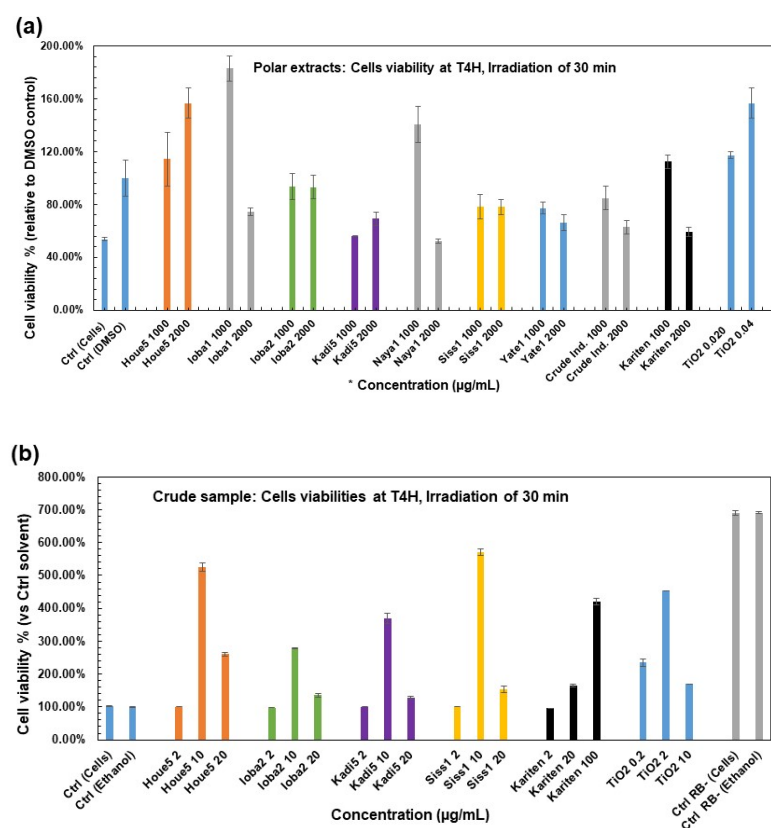 (a)
200.00%
160.00%
120.00%
80.00%
40.00%
0.00%
Cell viability % (relative to DMSO control)
Polar extracts: Cells viability at T4H, Irradiation of 30 min
Ctrl (Cells)
Ctrl (DMSO)
Houe5 1000
Houe5 2000
Ioba1 1000
Ioba1 2000
Ioba2 1000
Ioba2 2000
Kadi5 1000
Kadi5 2000
Naya1 1000
Naya1 2000
Siss1 1000
Siss1 2000
Yate1 1000
Yate1 2000
Crude Ind. 1000
Crude Ind. 2000
Kariten 1000
Kariten 2000
TiO2 0.020
TiO2 0.04
* Concentration (µg/mL)
(b)
800.00%
700.00%
600.00%
500.00%
400.00%
300.00%
200.00%
100.00%
0.00%
Cell viability % (vs Ctrl solvent)
Crude sample: Cells viabilities at T4H, Irradiation of 30 min
Ctrl (Cells)
Ctrl (Ethanol)
Houe5 2
Houe5 10
Houe5 20
Ioba2 2
Ioba2 10
Ioba2 20
Kadi5 2
Kadi5 10
Kadi5 20
Siss1 2
Siss1 10
Siss1 20
Kariten 2
Kariten 20
Kariten 100
TiO2 0.2
TiO2 2
TiO2 10
Ctrl RB- (Cells)
Ctrl RB- (Ethanol)
Concentration (µg/mL)